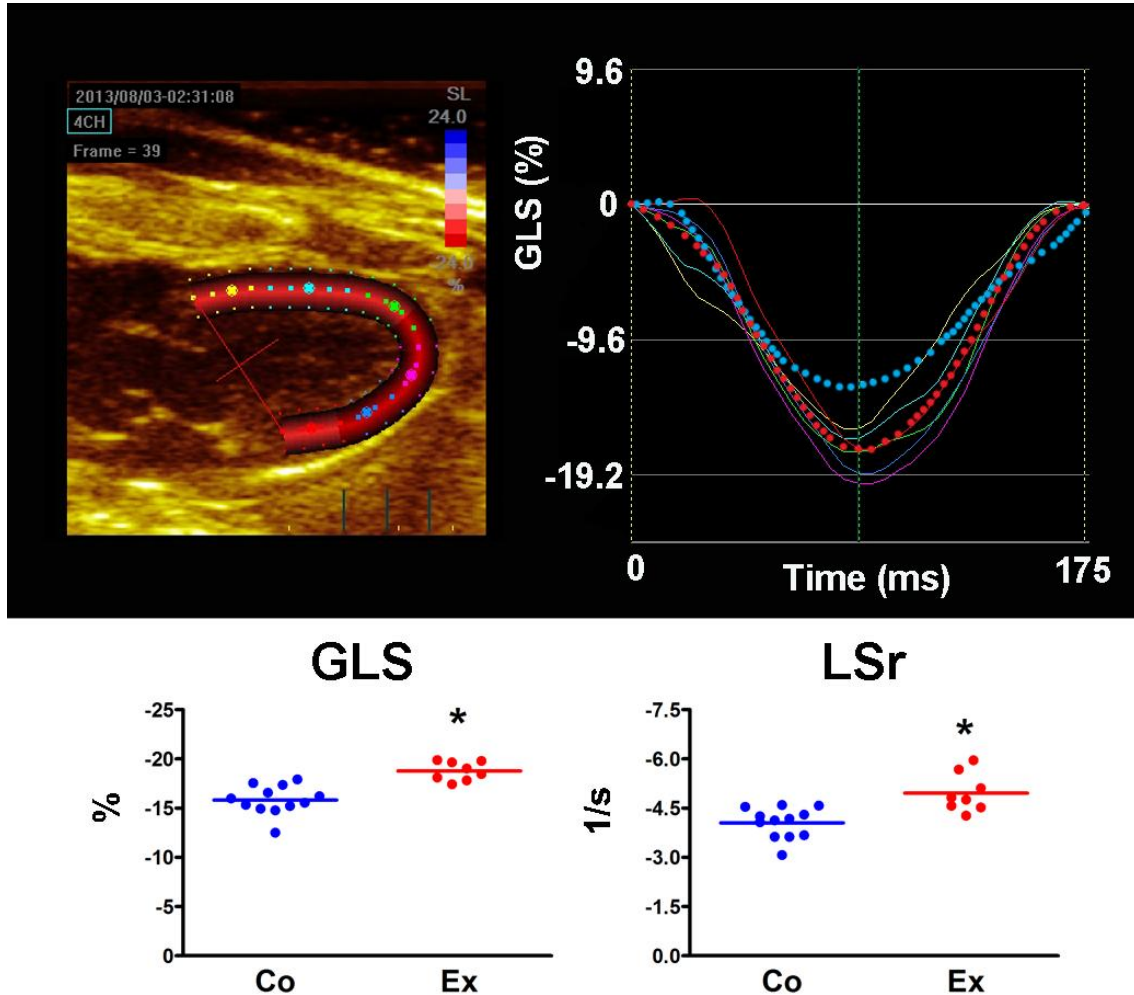 2013/08/03-02:31:08
4CH
Frame = 39
SL
24.0
-24.0
%
GLS (%)
9.6
0
-9.6
-19.2
0
Time (ms)
175
GLS
%
-25
-20
-15
-10
-5
0
*
Co
Ex
LSr
1/s
-7.5
-6.0
-4.5
-3.0
-1.5
0.0
*
Co
Ex